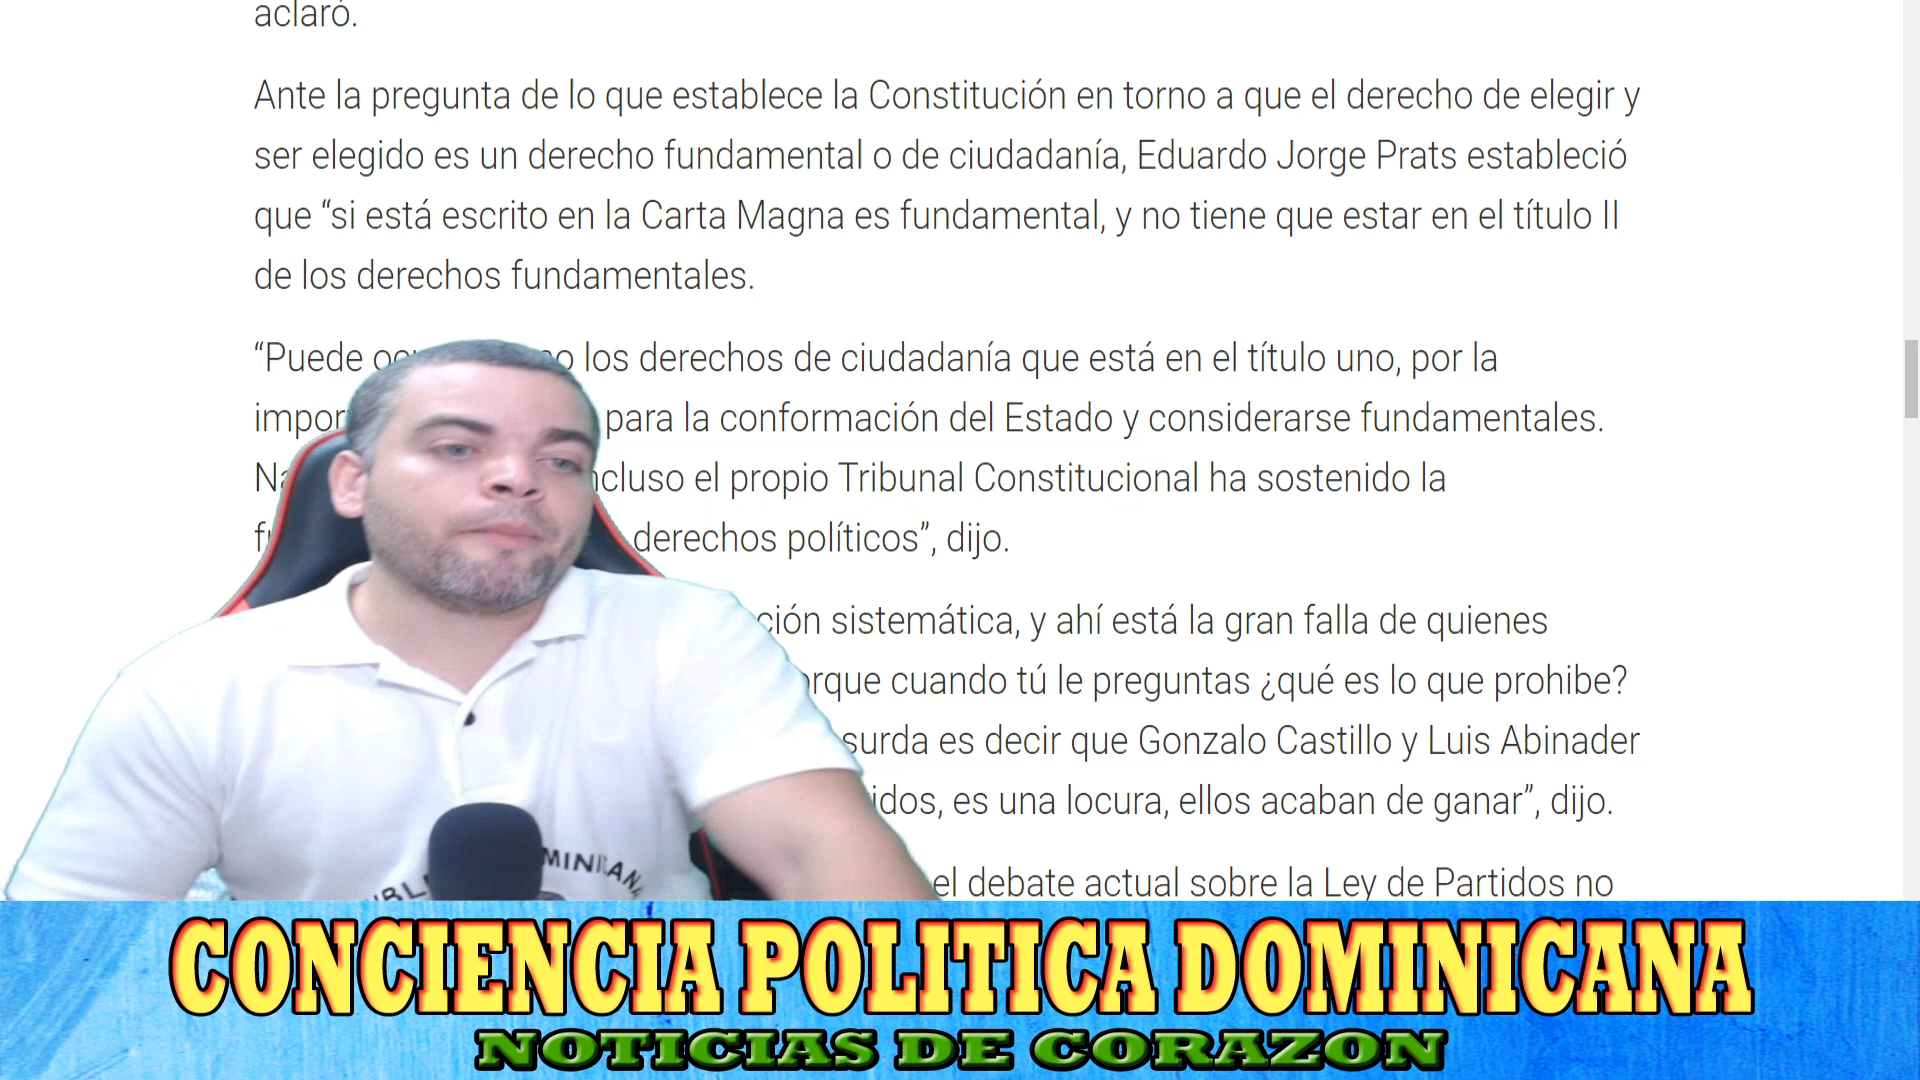 aclaró.
Ante la pregunta de lo que establece la Constitución en torno a que el derecho de elegir y
ser elegido es un derecho fundamental o de ciudadanía, Eduardo Jorge Prats estableció
que “si está escrito en la Carta Magna es fundamental, y no tiene que estar en el título II
de los derechos fundamentales.
“Puede los derechos de ciudadanía que está en el título uno, por la
para la conformación del Estado y considerarse fundamentales.
incluso el propio Tribunal Constitucional ha sostenido la
derechos políticos”, dijo.
ción sistemática, y ahí está la gran falla de quienes
rque cuando tú le preguntas ¿qué es lo que prohibe?
surda es decir que Gonzalo Castillo y Luis Abinader
idos, es una locura, ellos acaban de ganar”, dijo.
el debate actual sobre la Ley de Partidos no
CONCIENCIA POLITICA DOMINICANA
NOTICIAS DE CORAZON